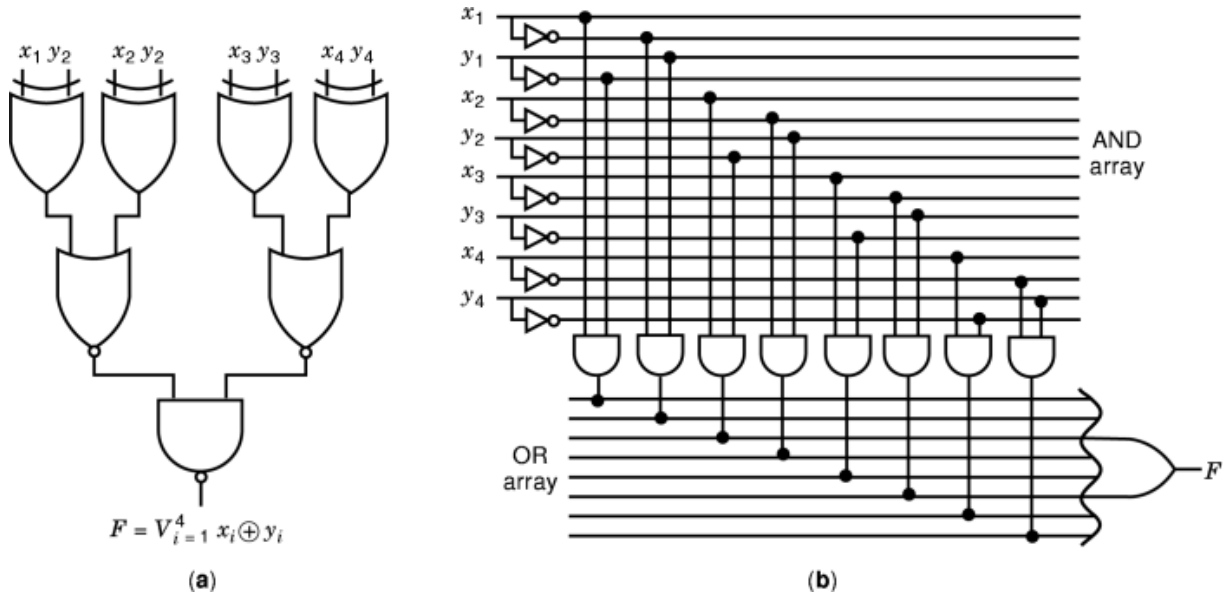 x₁ y₂ x₂ y₂ x₃ y₃ x₄ y₄
F = V⁴ᵢ ₌ ₁ xᵢ ⊕ yᵢ
(a)
x₁
y₁
x₂
y₂
x₃
y₃
x₄
y₄
AND
array
OR
array
F
(b)